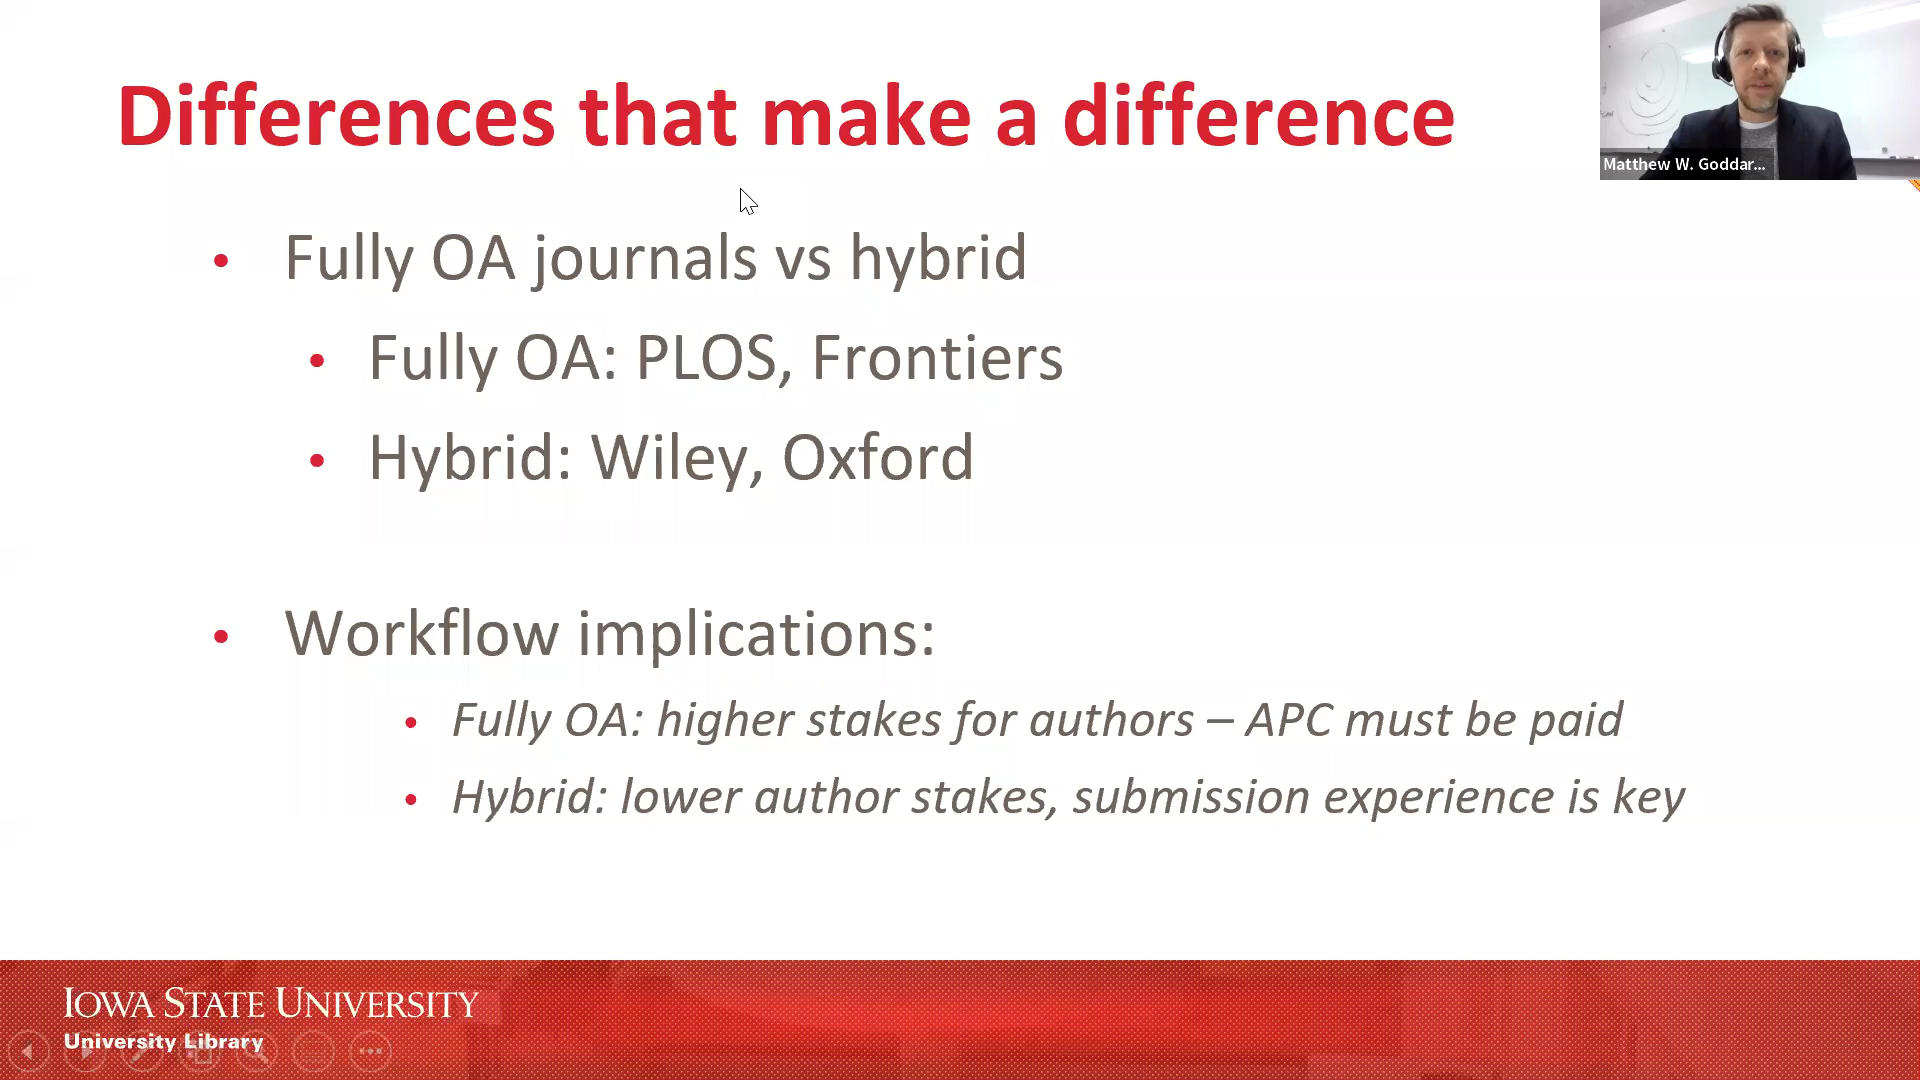 Differences that make a difference
Matthew W. Goddar...
• Fully OA journals vs hybrid
• Fully OA: PLOS, Frontiers
• Hybrid: Wiley, Oxford
• Workflow implications:
• Fully OA: higher stakes for authors – APC must be paid
• Hybrid: lower author stakes, submission experience is key
IOWA STATE UNIVERSITY
University Library